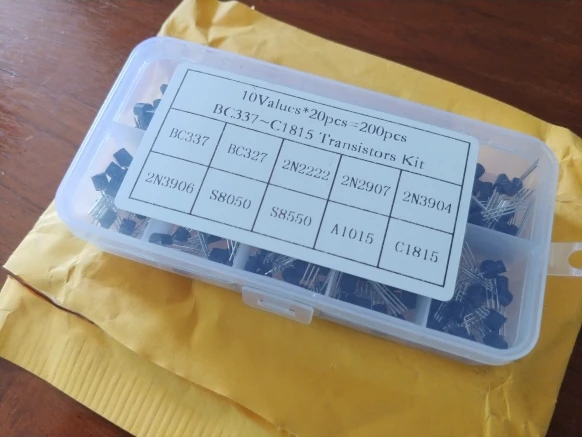 10Values*20pcs=200pcs
BC337~C1815 Transistors Kit
BC337 BC327 2N2222 2N2907 2N3904
2N3906 S8050 S8550 A1015 C1815